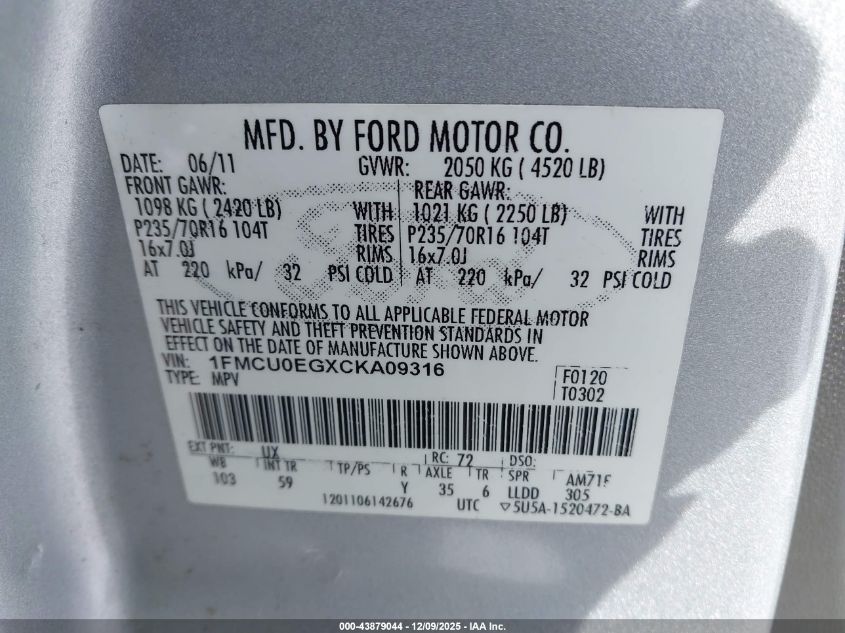 MFD. BY FORD MOTOR CO.
DATE: 06/11 GVWR: 2050 KG ( 4520 LB)
FRONT GAWR: REAR GAWR:
1098 KG ( 2420 LB) WITH 1021 KG ( 2250 LB) WITH
P235/70R16 104T TIRES P235/70R16 104T TIRES
16x7.0J RIMS 16x7.0J RIMS
AT 220 kPa/ 32 PSI COLD AT 220 kPa/ 32 PSI COLD
THIS VEHICLE CONFORMS TO ALL APPLICABLE FEDERAL MOTOR
VEHICLE SAFETY AND THEFT PREVENTION STANDARDS IN
EFFECT ON THE DATE OF MANUFACTURE SHOWN ABOVE.
VIN: 1FMCU0EGXCKA09316
TYPE: MPV F0120
T0302
EXT PNT: UX RC: 72 DSO:
WB INT TR TP/PS R AXLE TR SPR AM71F
103 59 Y 35 6 LLDD 305
1201106142676 UTC ▽5U5A-1520472-BA
000-43879044 - 12/09/2025 - IAA Inc.